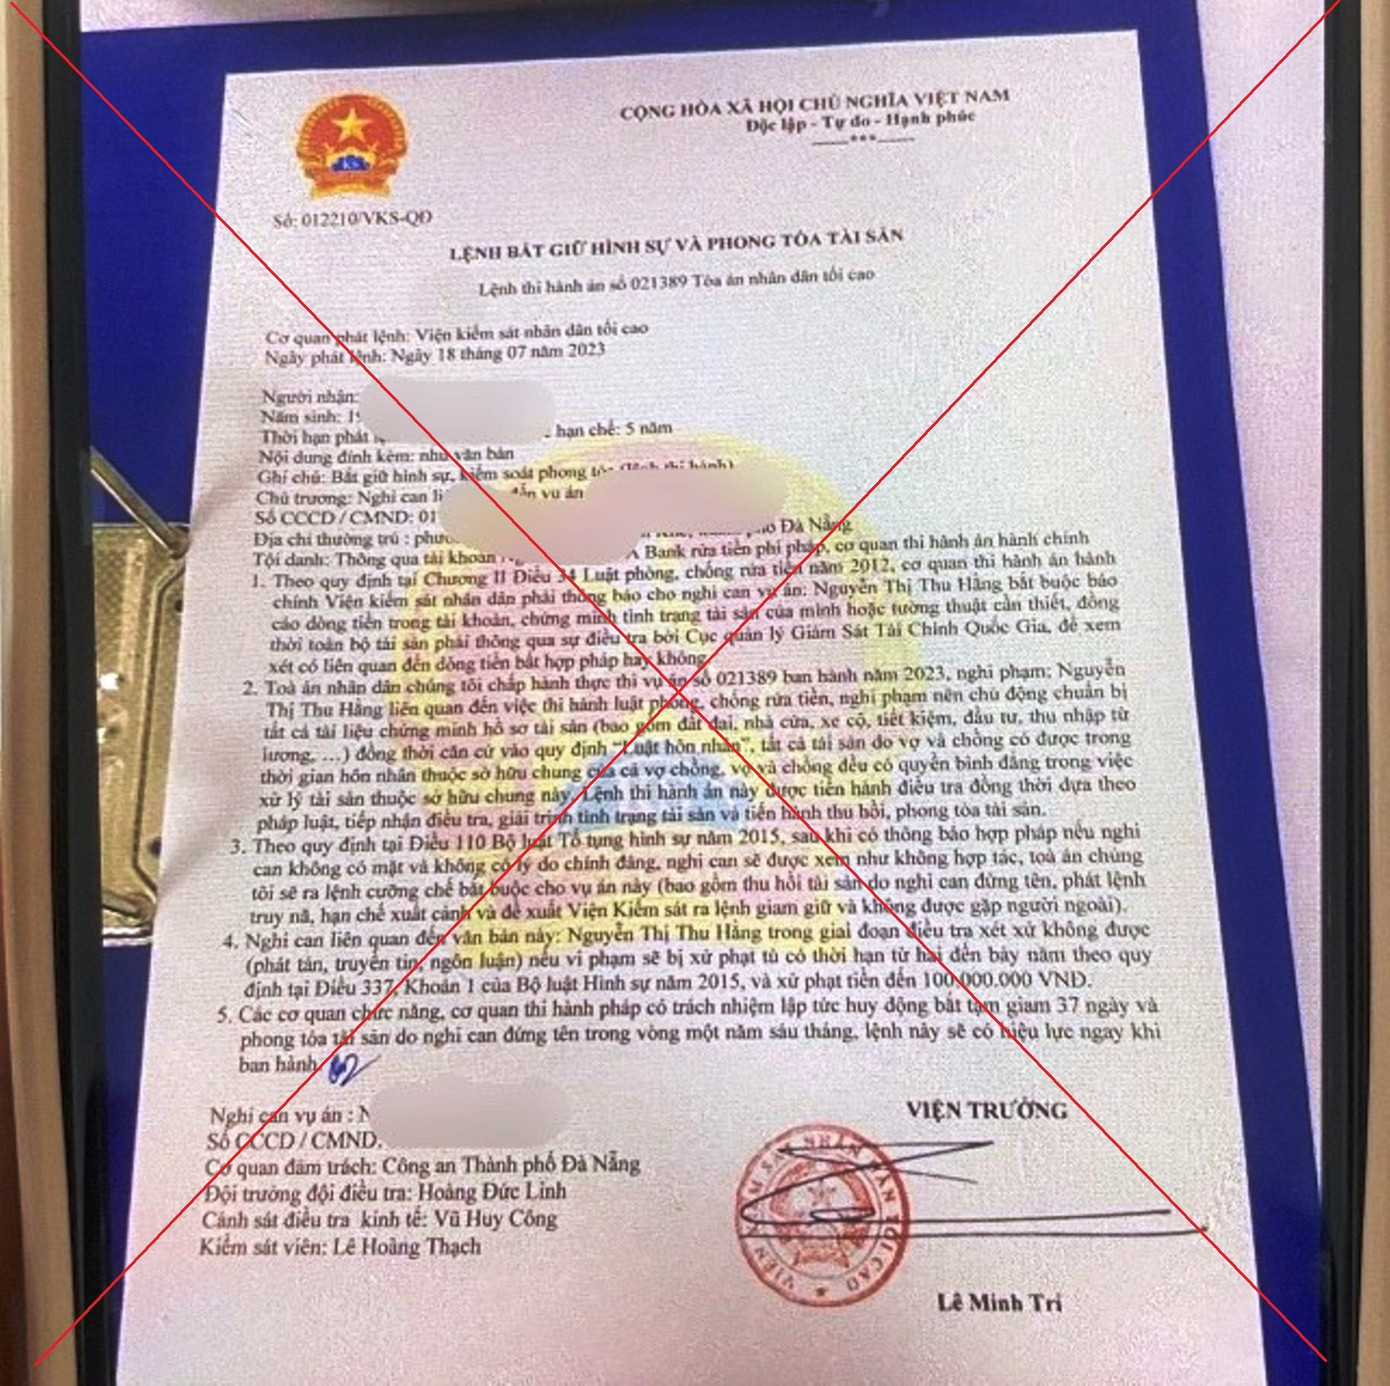 CỘNG HÒA XÃ HỘI CHỦ NGHĨA VIỆT NAM
Độc lập - Tự do - Hạnh phúc
____***____
KS
Số: 012210/VKS-QĐ
LỆNH BẮT GIỮ HÌNH SỰ VÀ PHONG TỎA TÀI SẢN
Lệnh thi hành án số 021389 Tòa án nhân dân tối cao
Cơ quan phát lệnh: Viện kiểm sát nhân dân tối cao
Ngày phát lệnh: Ngày 18 tháng 07 năm 2023
Người nhận:
Năm sinh: 1
Thời hạn phát hạn chế: 5 năm
Nội dung đính kèm: như văn bản
Ghi chú: Bắt giữ hình sự, kiểm soát phong (lệnh thi hành)
Chủ trương: Nghi can vụ án
Số CCCD / CMND: 01
Địa chỉ thường trú : Đà Nẵng
Tội danh: Thông qua tài khoản Bank rửa tiền phi pháp, cơ quan thi hành án hành chính
1. Theo quy định tại Chương II Điều 34 Luật phòng, chống rửa tiền năm 2012, cơ quan thi hành án hành
chính Viện kiểm sát nhân dân phải thông báo cho nghi can vụ án: Nguyễn Thị Thu Hằng bắt buộc báo
cáo dòng tiền trong tài khoản, chứng minh tình trạng tài sản của mình hoặc tường thuật cần thiết, đồng
thời toàn bộ tài sản phải thông qua sự điều tra bởi Cục quản lý Giám Sát Tài Chính Quốc Gia, để xem
xét có liên quan đến dòng tiền bất hợp pháp hay không.
2. Toà án nhân dân chúng tôi chấp hành thực thi vụ án số 021389 ban hành năm 2023, nghi phạm: Nguyễn
Thị Thu Hằng liên quan đến việc thi hành luật phòng, chống rửa tiền, nghi phạm nên chủ động chuẩn bị
tất cả tài liệu chứng minh hồ sơ tài sản (bao gồm đất đai, nhà cửa, xe cộ, tiết kiệm, đầu tư, thu nhập từ
lương, ...) đồng thời căn cứ vào quy định "Luật hôn nhân", tất cả tài sản do vợ và chồng có được trong
thời gian hôn nhân thuộc sở hữu chung của cả vợ chồng, vợ và chồng đều có quyền bình đẳng trong việc
xử lý tài sản thuộc sở hữu chung này. Lệnh thi hành án này được tiến hành điều tra đồng thời dựa theo
pháp luật, tiếp nhận điều tra, giải trình tình trạng tài sản và tiến hành thu hồi, phong tỏa tài sản.
3. Theo quy định tại Điều 110 Bộ luật Tố tụng hình sự năm 2015, sau khi có thông báo hợp pháp nếu nghi
can không có mặt và không có lý do chính đáng, nghi can sẽ được xem như không hợp tác, toà án chúng
tôi sẽ ra lệnh cưỡng chế bắt buộc cho vụ án này (bao gồm thu hồi tài sản do nghi can đứng tên, phát lệnh
truy nã, hạn chế xuất cảnh và đề xuất Viện Kiểm sát ra lệnh giam giữ và không được gặp người ngoài).
4. Nghi can liên quan đến văn bản này: Nguyễn Thị Thu Hằng trong giai đoạn điều tra xét xử không được
(phát tán, truyền tin, ngôn luận) nếu vi phạm sẽ bị xử phạt tù có thời hạn từ hai đến bảy năm theo quy
định tại Điều 337, Khoản 1 của Bộ luật Hình sự năm 2015, và xử phạt tiền đến 100.000.000 VNĐ.
5. Các cơ quan chức năng, cơ quan thi hành pháp có trách nhiệm lập tức huy động bắt tạm giam 37 ngày và
phong tỏa tài sản do nghi can đứng tên trong vòng một năm sáu tháng, lệnh này sẽ có hiệu lực ngay khi
ban hành
Nghi can vụ án : N
Số CCCD / CMND.
Cơ quan đảm trách: Công an Thành phố Đà Nẵng
Đội trưởng đội điều tra: Hoàng Đức Linh
Cảnh sát điều tra kinh tế: Vũ Huy Công
Kiểm sát viên: Lê Hoàng Thạch
VIỆN TRƯỞNG
VIỆN KIỂM SÁT NHÂN DÂN TỐI CAO
Lê Minh Trí